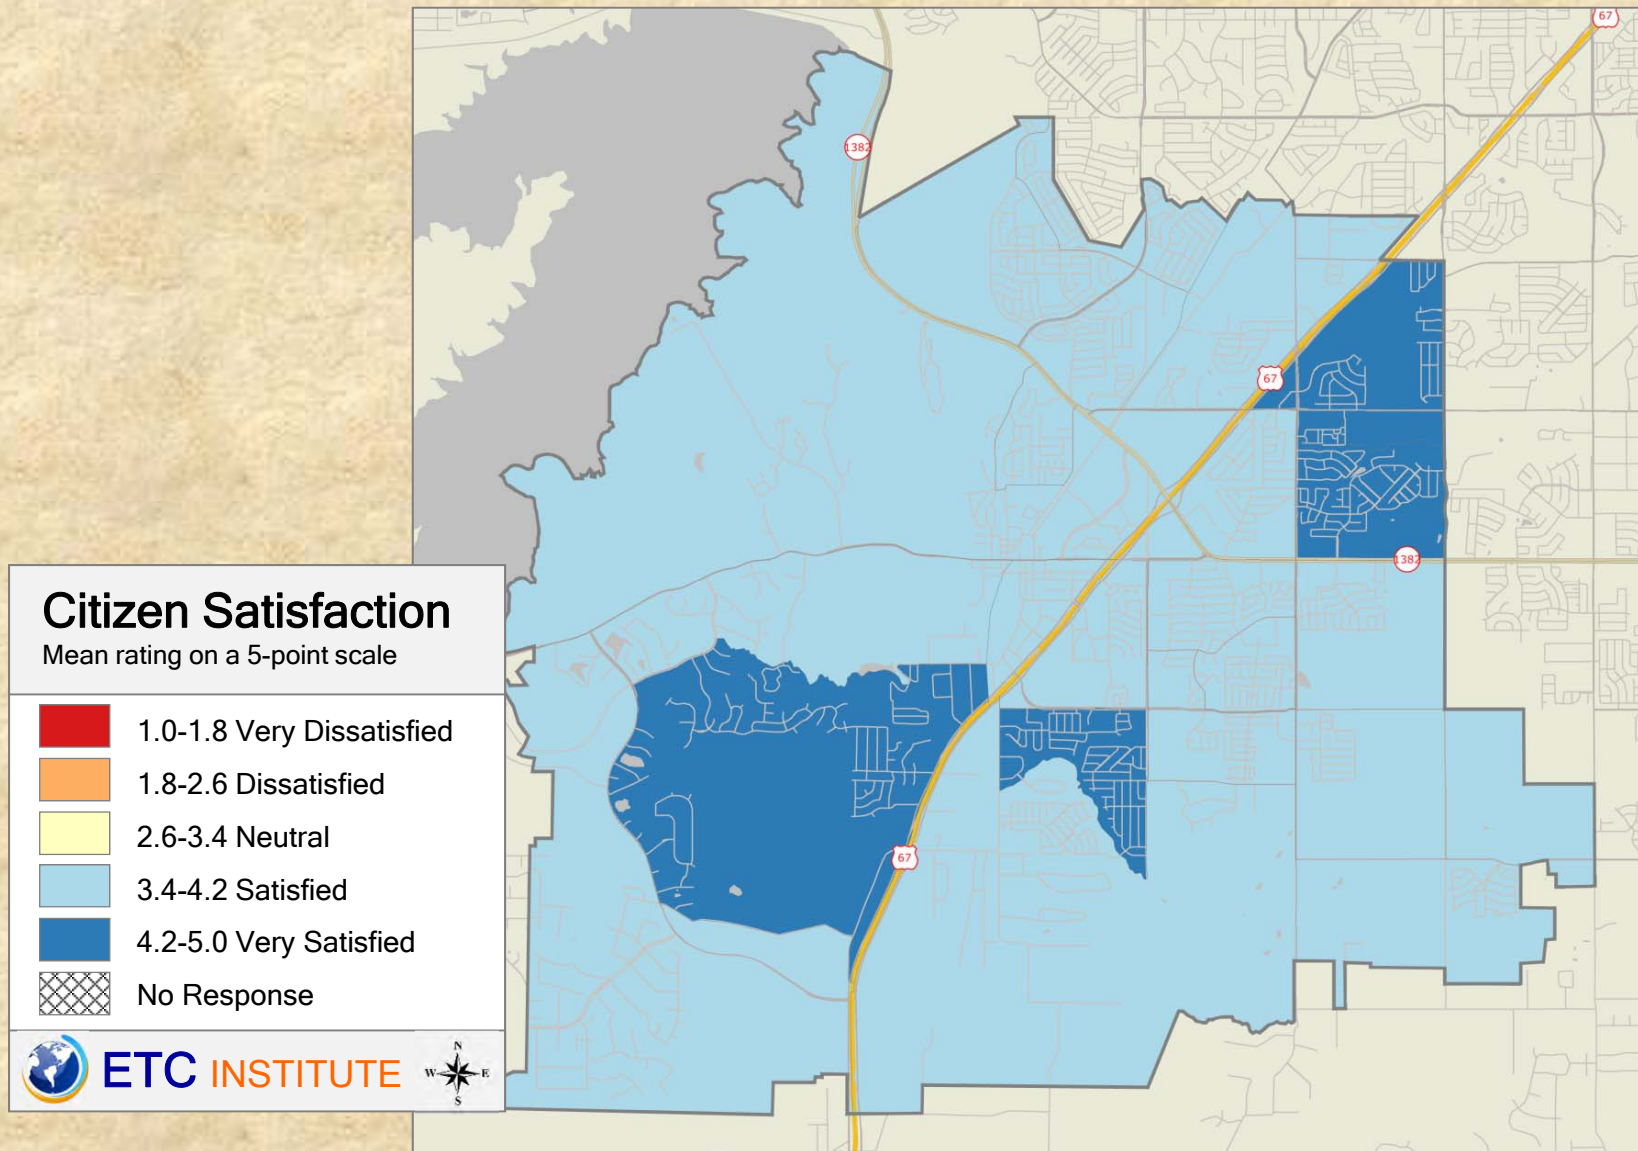 67
1382
67
1382
Citizen Satisfaction
Mean rating on a 5-point scale
1.0-1.8 Very Dissatisfied
1.8-2.6 Dissatisfied
2.6-3.4 Neutral
3.4-4.2 Satisfied
67
4.2-5.0 Very Satisfied
No Response
ETC INSTITUTE
N
W E
S